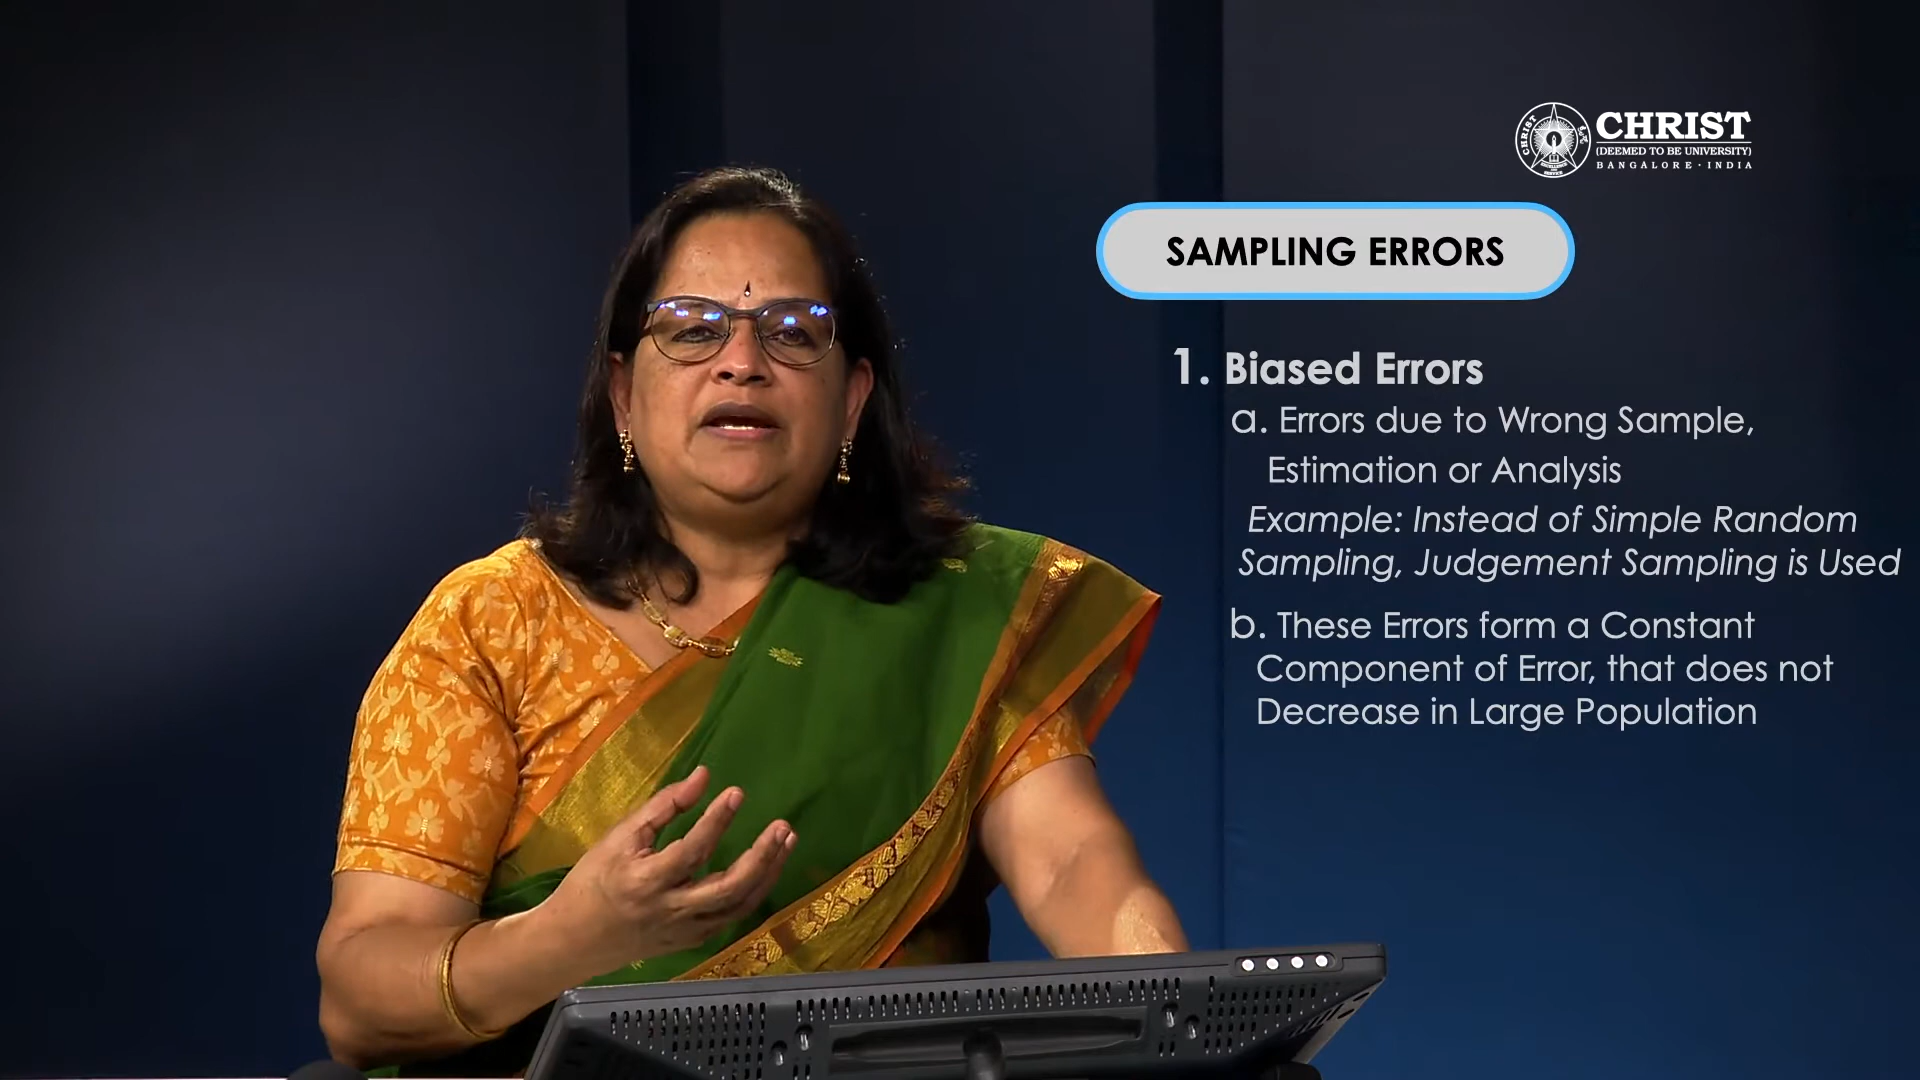 CHRIST
(DEEMED TO BE UNIVERSITY)
BANGALORE · INDIA
SAMPLING ERRORS
1. Biased Errors
a. Errors due to Wrong Sample,
Estimation or Analysis
Example: Instead of Simple Random
Sampling, Judgement Sampling is Used
b. These Errors form a Constant
Component of Error, that does not
Decrease in Large Population